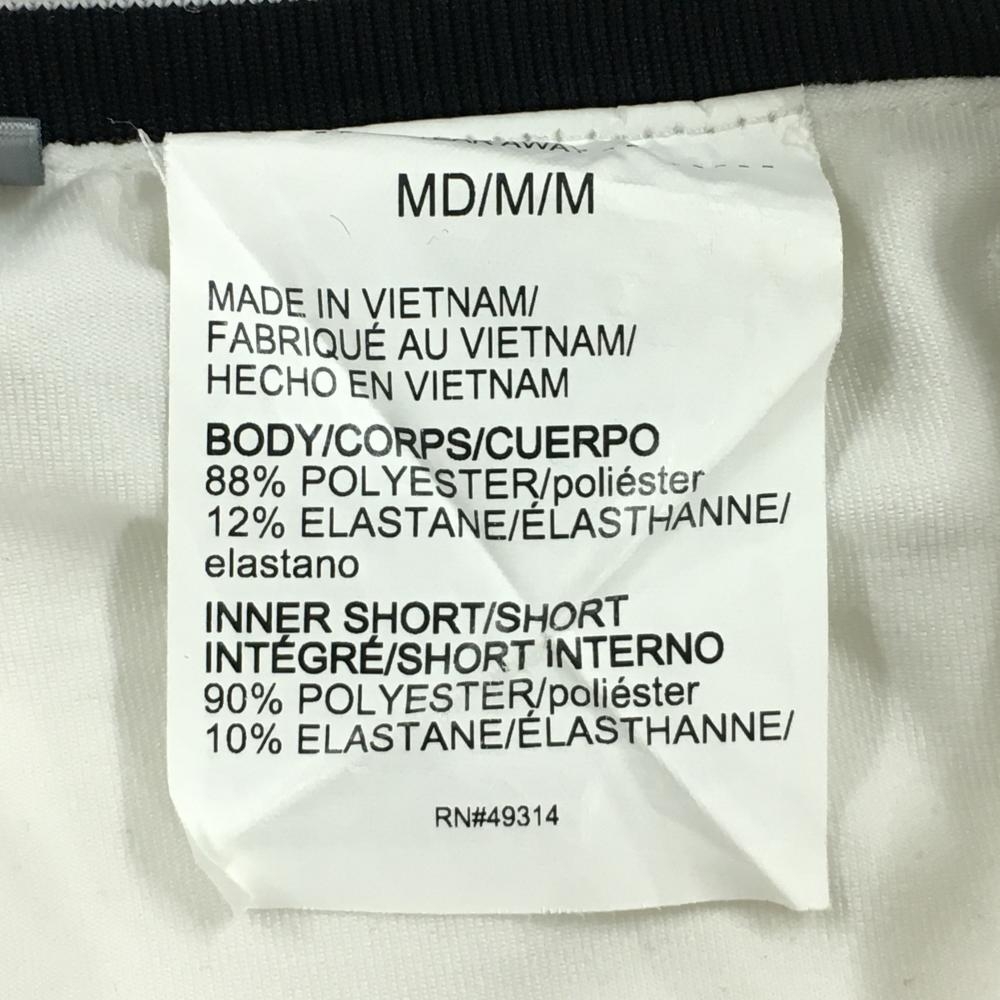 AWAY
MD/M/M
MADE IN VIETNAM/
FABRIQUÉ AU VIETNAM/
HECHO EN VIETNAM
BODY/CORPS/CUERPO
88% POLYESTER/poliéster
12% ELASTANE/ÉLASTHANNE/
elastano
INNER SHORT/SHORT
INTÉGRÉ/SHORT INTERNO
90% POLYESTER/poliéster
10% ELASTANE/ÉLASTHANNE/
RN#49314